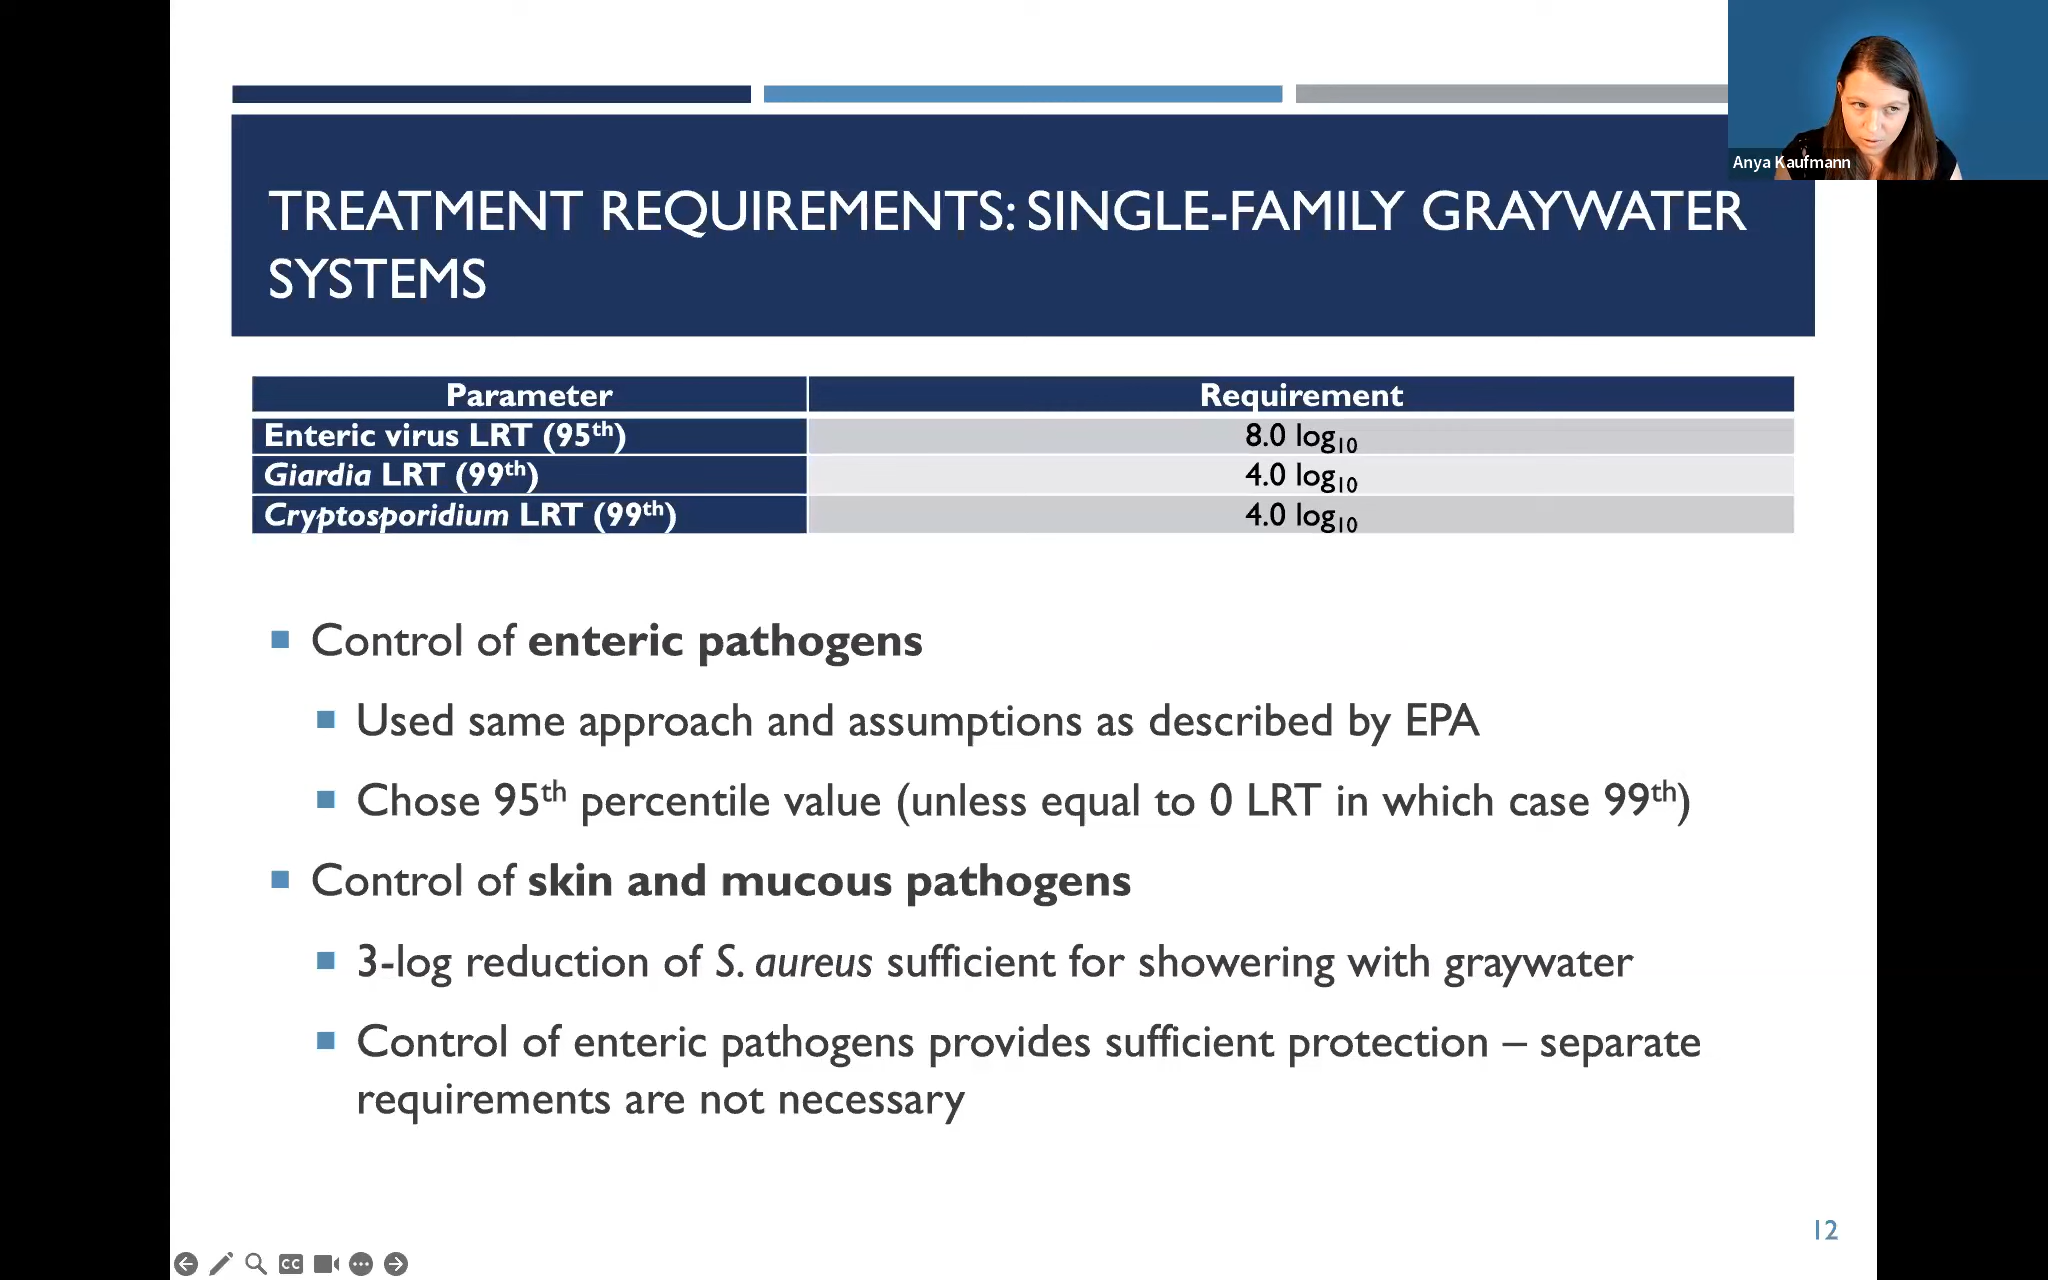 Anya Kaufmann
TREATMENT REQUIREMENTS: SINGLE-FAMILY GRAYWATER
SYSTEMS
Parameter Requirement
Enteric virus LRT (95th) 8.0 log10
Giardia LRT (99th) 4.0 log10
Cryptosporidium LRT (99th) 4.0 log10
Control of enteric pathogens
Used same approach and assumptions as described by EPA
Chose 95th percentile value (unless equal to 0 LRT in which case 99th)
Control of skin and mucous pathogens
3-log reduction of S. aureus sufficient for showering with graywater
Control of enteric pathogens provides sufficient protection – separate
requirements are not necessary
12
CC